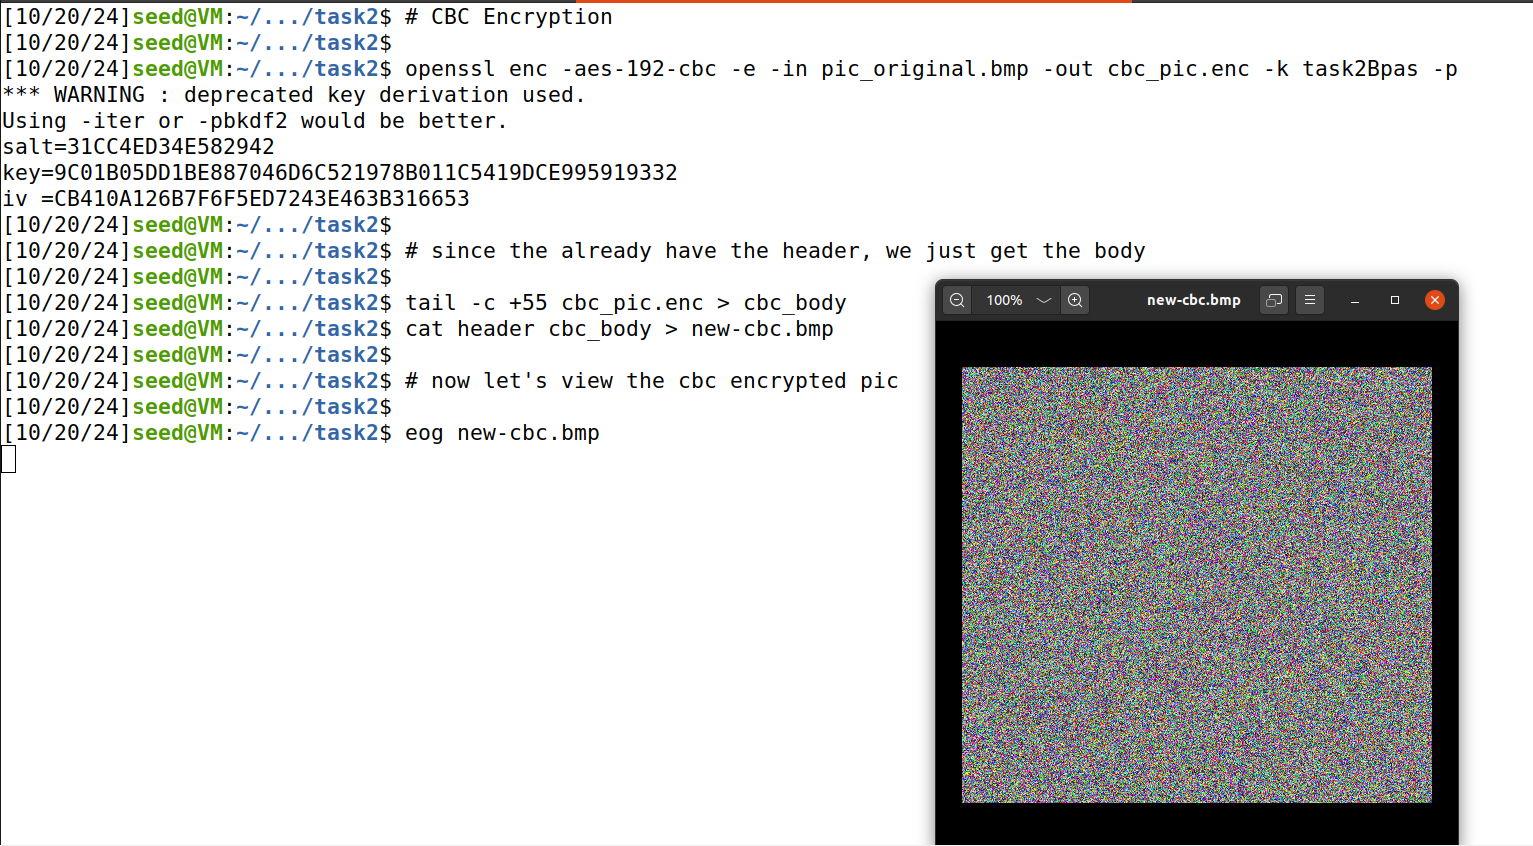 [10/20/24]seed@VM:~/.../task2$ # CBC Encryption
[10/20/24]seed@VM:~/.../task2$
[10/20/24]seed@VM:~/.../task2$ openssl enc -aes-192-cbc -e -in pic_original.bmp -out cbc_pic.enc -k task2Bpas -p
*** WARNING : deprecated key derivation used.
Using -iter or -pbkdf2 would be better.
salt=31CC4ED34E582942
key=9C01B05DD1BE887046D6C521978B011C5419DCE995919332
iv =CB410A126B7F6F5ED7243E463B316653
[10/20/24]seed@VM:~/.../task2$
[10/20/24]seed@VM:~/.../task2$ # since the already have the header, we just get the body
[10/20/24]seed@VM:~/.../task2$
[10/20/24]seed@VM:~/.../task2$ tail -c +55 cbc_pic.enc > cbc_body
[10/20/24]seed@VM:~/.../task2$ cat header cbc_body > new-cbc.bmp
[10/20/24]seed@VM:~/.../task2$
[10/20/24]seed@VM:~/.../task2$ # now let's view the cbc encrypted pic
[10/20/24]seed@VM:~/.../task2$
[10/20/24]seed@VM:~/.../task2$ eog new-cbc.bmp
100% new-cbc.bmp